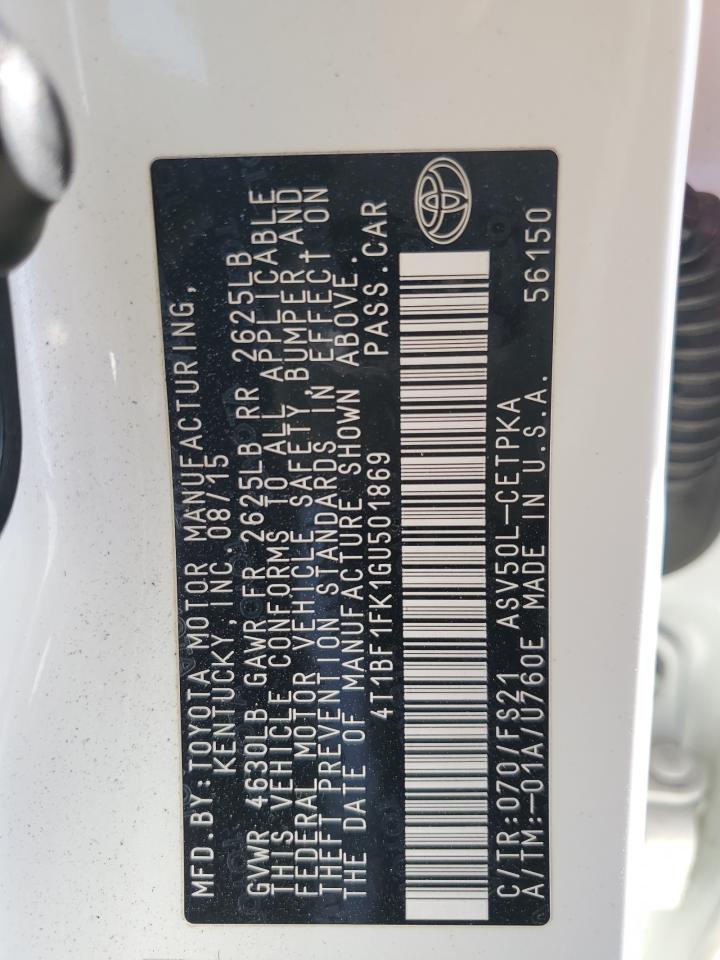 MFD.BY:TOYOTA MOTOR MANUFACTURING,
KENTUCKY,INC. 08/15
GVWR 4630LB GAWR FR 2625LB RR 2625LB
THIS VEHICLE CONFORMS TO ALL APPLICABLE
FEDERAL MOTOR VEHICLE SAFETY, BUMPER, AND
THEFT PREVENTION STANDARDS IN EFFECT ON
THE DATE OF MANUFACTURE SHOWN ABOVE.
4T1BF1FK1GU501869 PASS.CAR
C/TR:070/FSZ1 ASV50L-CETPKA
A/TM:-01A/U760E MADE IN U.S.A. 56150